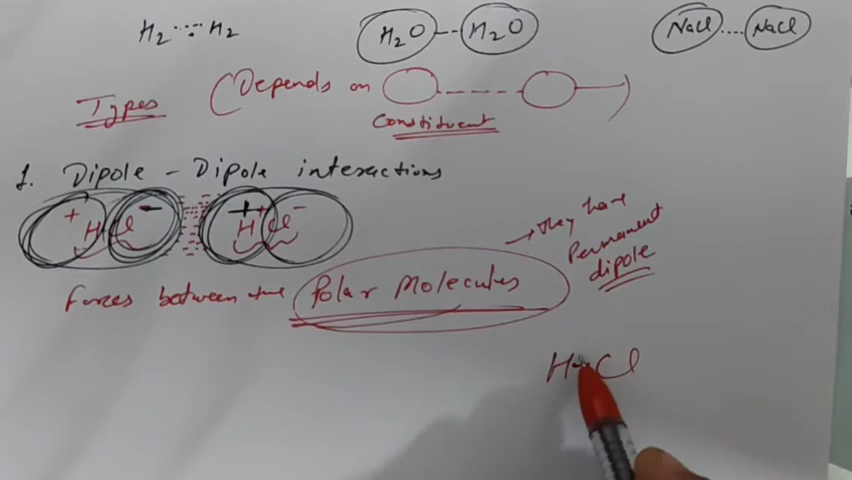 H2 H2 H2O -- H2O NaCl .... NaCl
Types (Depends on
Constituent
1. Dipole - Dipole interactions
+ H Cl - + H+ Cl -
They have
Permanent
dipole
Forces between the Polar Molecules
H-Cl